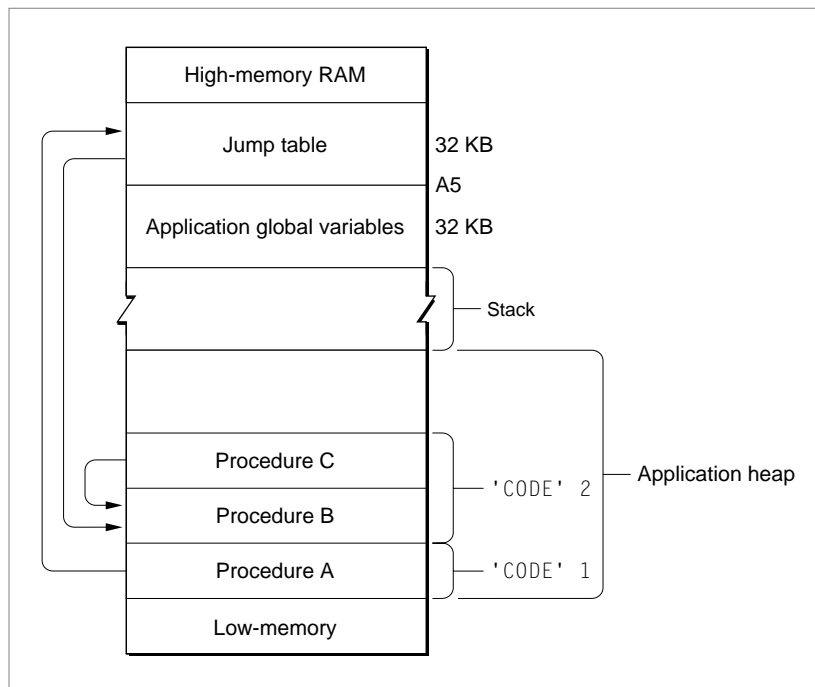 High-memory RAM
Jump table
32 KB
A5
Application global variables
32 KB
Stack
Procedure C
'CODE' 2
Application heap
Procedure B
Procedure A
'CODE' 1
Low-memory